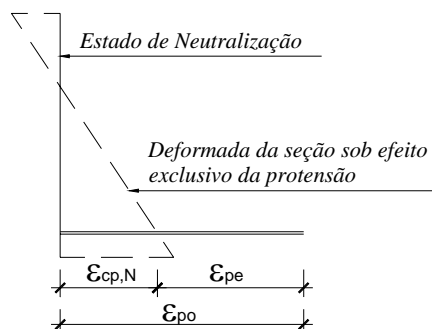 Estado de Neutralização
Deformada da seção sob efeito
exclusivo da protensão
εcp,N
εpe
εpo